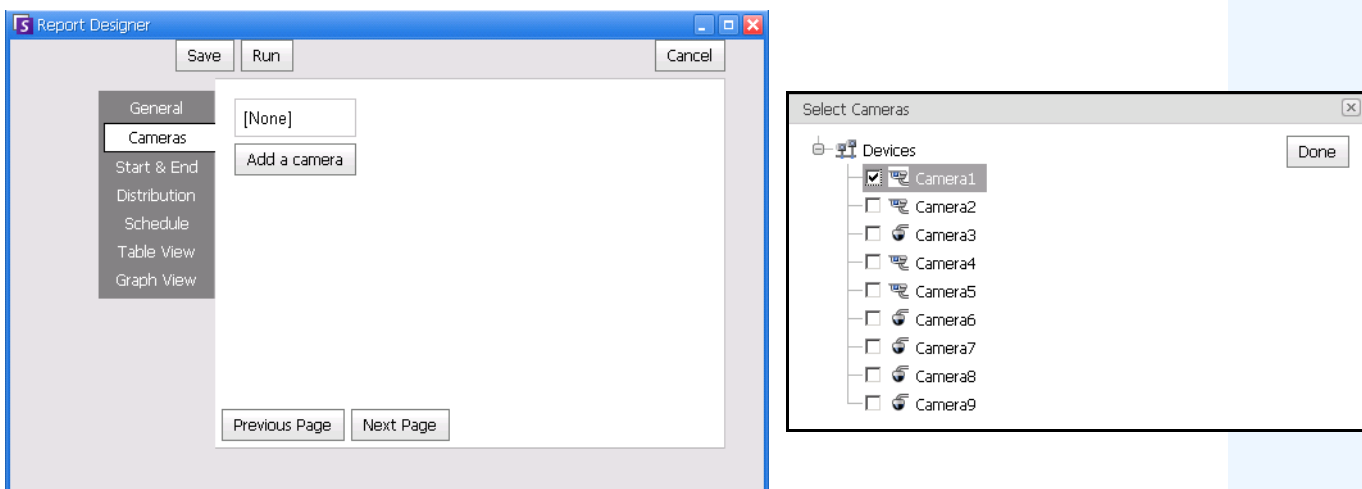 Report Designer
Save
Run
Cancel
General
Cameras
Start & End
Distribution
Schedule
Table View
Graph View
[None]
Add a camera
Previous Page
Next Page
Select Cameras
Devices
Done
Camera1
Camera2
Camera3
Camera4
Camera5
Camera6
Camera7
Camera8
Camera9